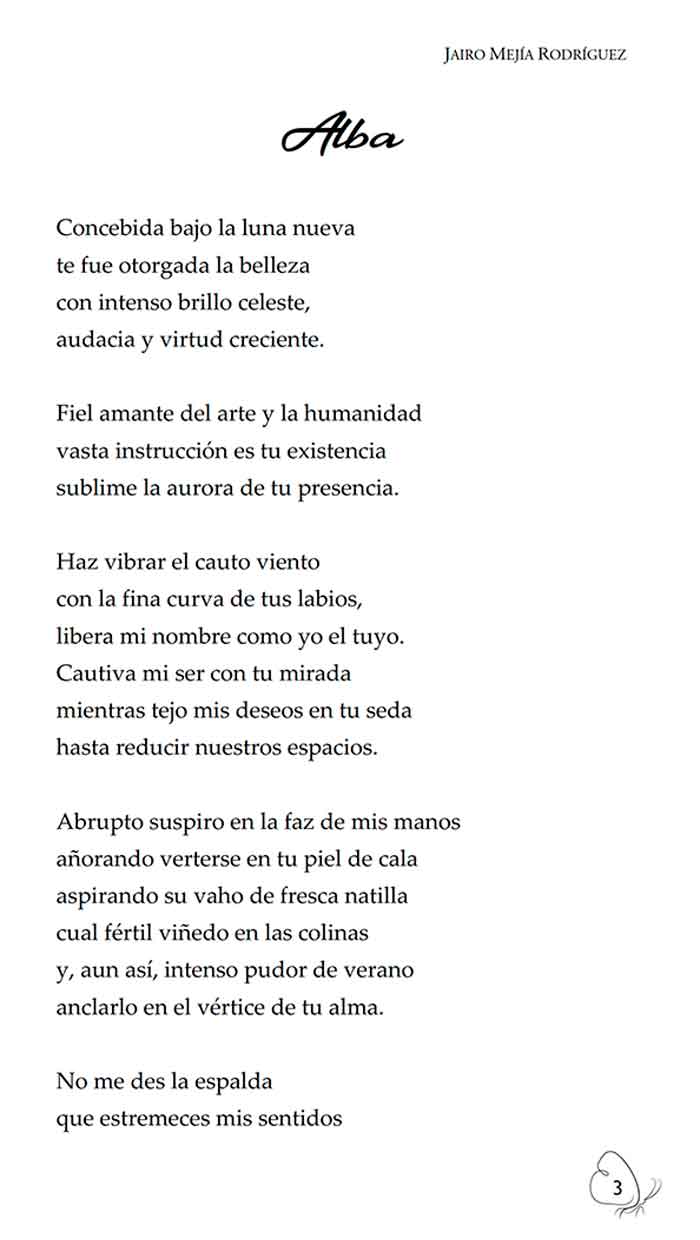 JAIRO MEJÍA RODRÍGUEZ
Alba
Concebida bajo la luna nueva
te fue otorgada la belleza
con intenso brillo celeste,
audacia y virtud creciente.
Fiel amante del arte y la humanidad
vasta instrucción es tu existencia
sublime la aurora de tu presencia.
Haz vibrar el cauto viento
con la fina curva de tus labios,
libera mi nombre como yo el tuyo.
Cautiva mi ser con tu mirada
mientras tejo mis deseos en tu seda
hasta reducir nuestros espacios.
Abrupto suspiro en la faz de mis manos
añorando verterse en tu piel de cala
aspirando su vaho de fresca natilla
cual fértil viñedo en las colinas
y, aun así, intenso pudor de verano
anclarlo en el vértice de tu alma.
No me des la espalda
que estremeces mis sentidos
3